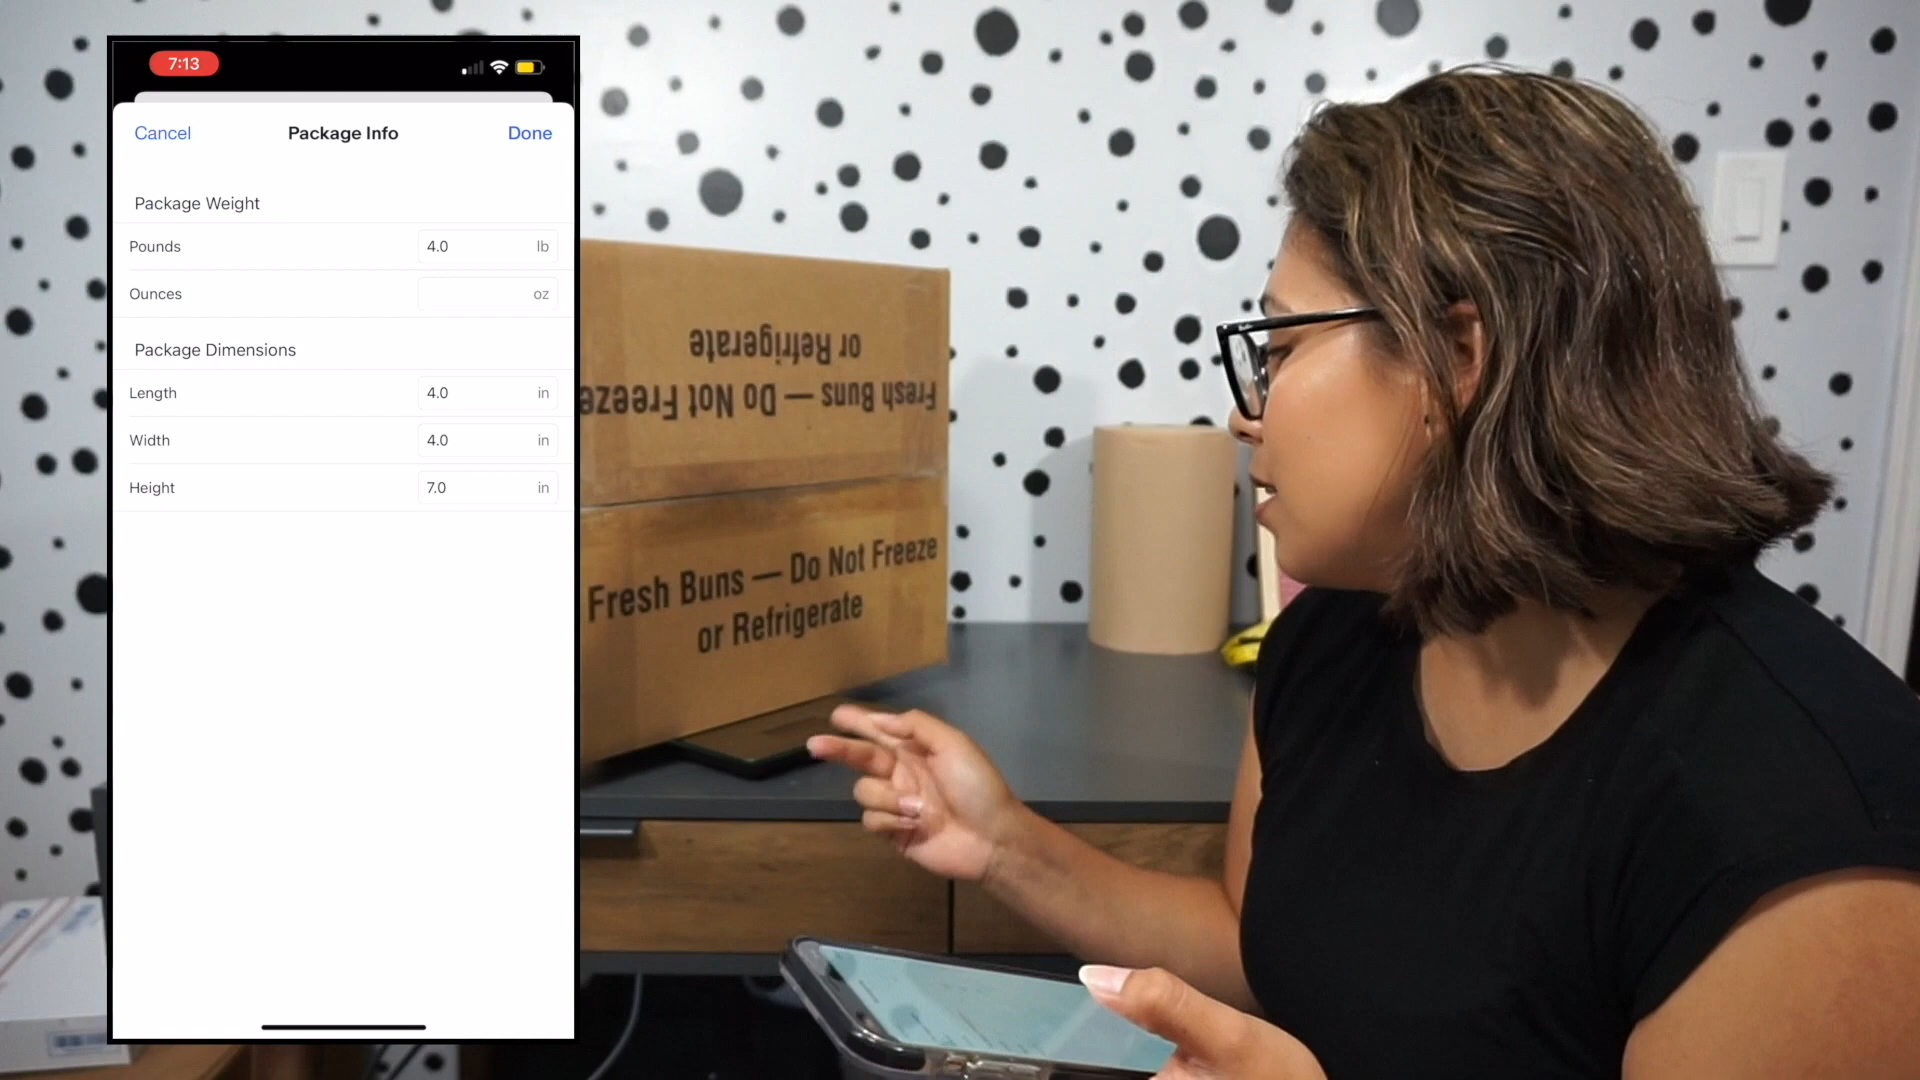 7:13
Cancel
Package Info
Done
Package Weight
Pounds
4.0
lb
Ounces
oz
Package Dimensions
Length
4.0
in
Width
4.0
in
Height
7.0
in
or Refrigerate
Fresh Buns — Do Not Freeze
Fresh Buns — Do Not Freeze
or Refrigerate